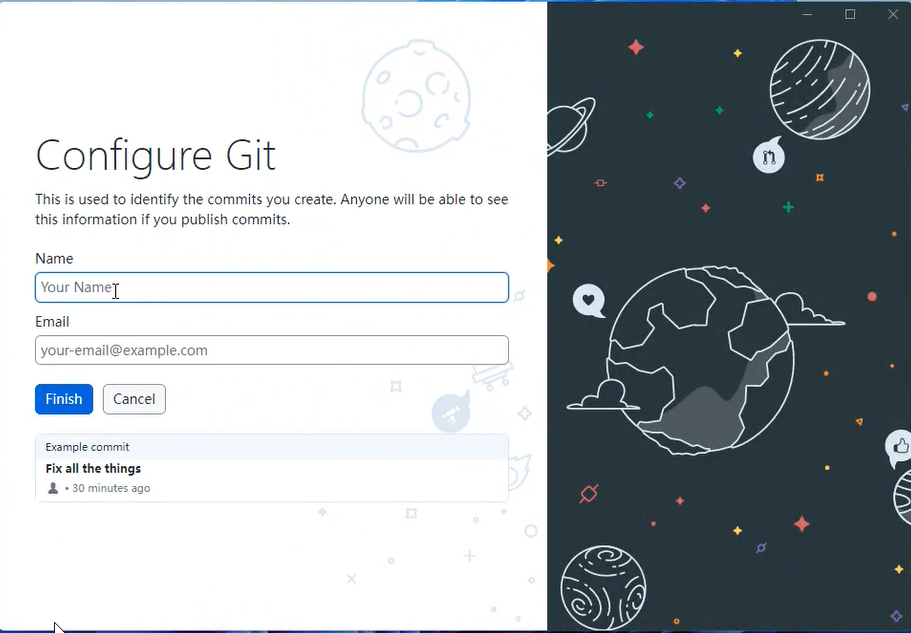 Configure Git
This is used to identify the commits you create. Anyone will be able to see
this information if you publish commits.
Name
Your Name
Email
your-email@example.com
Finish
Cancel
Example commit
Fix all the things
• 30 minutes ago